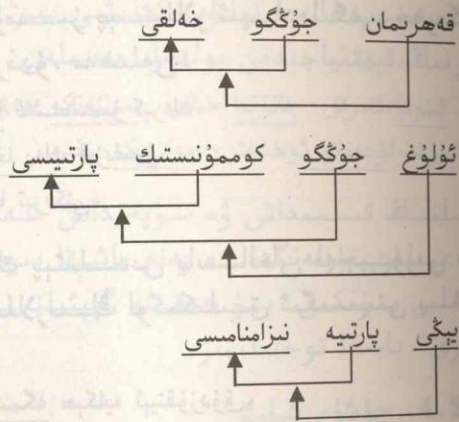 قەھرىمان جۇڭگو خەلقى
ئۇلۇغ جۇڭگو كوممۇنىستىك پارتىيىسى
يېڭى پارتىيە نىزامنامىسى